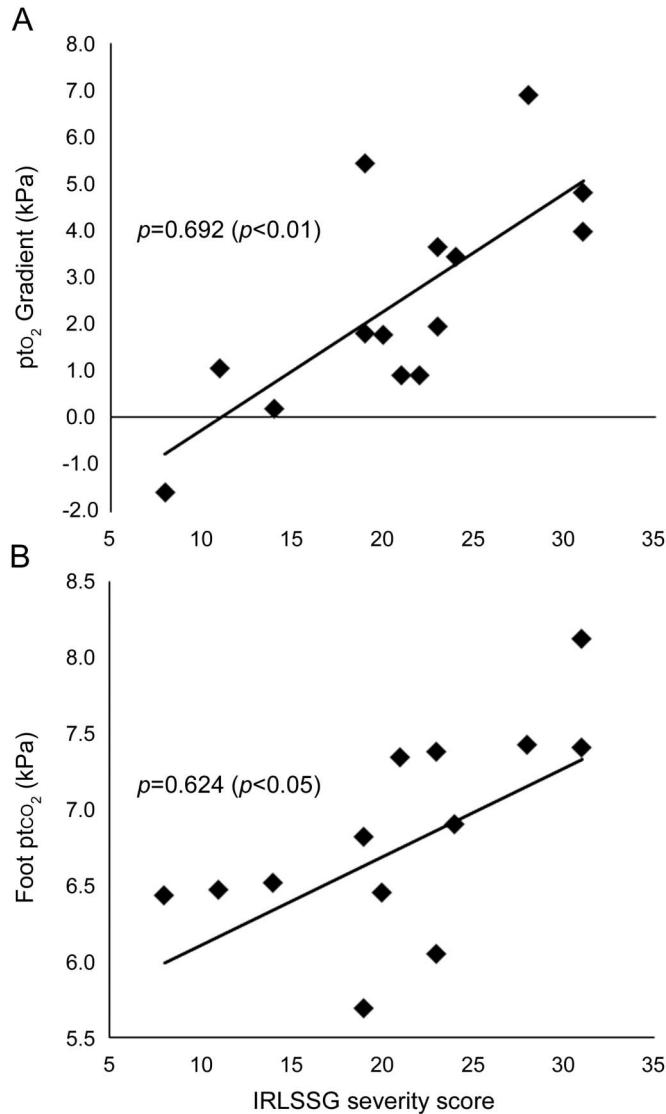 A
8.0
7.0
6.0
5.0
4.0
3.0
2.0
1.0
0.0
-1.0
-2.0
pto₂ Gradient (kPa)
p=0.692 (p<0.01)
5 10 15 20 25 30 35
B
8.5
8.0
7.5
7.0
6.5
6.0
5.5
Foot ptco₂ (kPa)
p=0.624 (p<0.05)
5 10 15 20 25 30 35
IRLSSG severity score